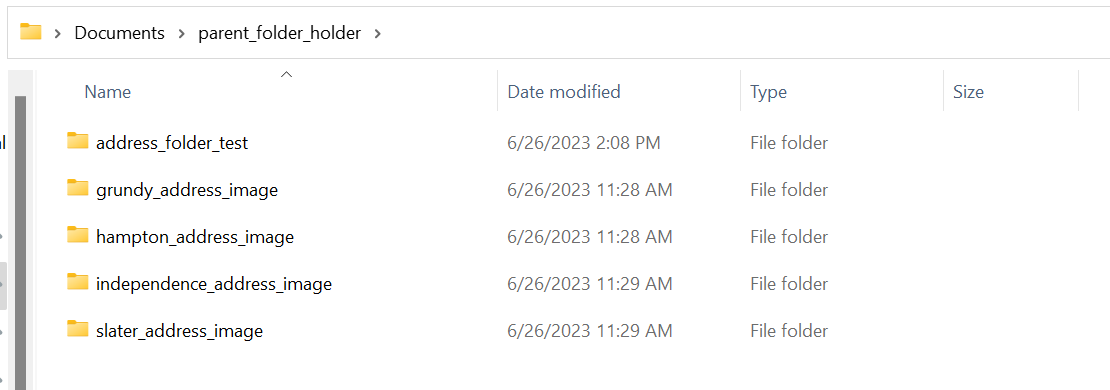 Documents > parent_folder_holder >
Name Date modified Type Size
address_folder_test 6/26/2023 2:08 PM File folder
grundy_address_image 6/26/2023 11:28 AM File folder
hampton_address_image 6/26/2023 11:28 AM File folder
independence_address_image 6/26/2023 11:29 AM File folder
slater_address_image 6/26/2023 11:29 AM File folder